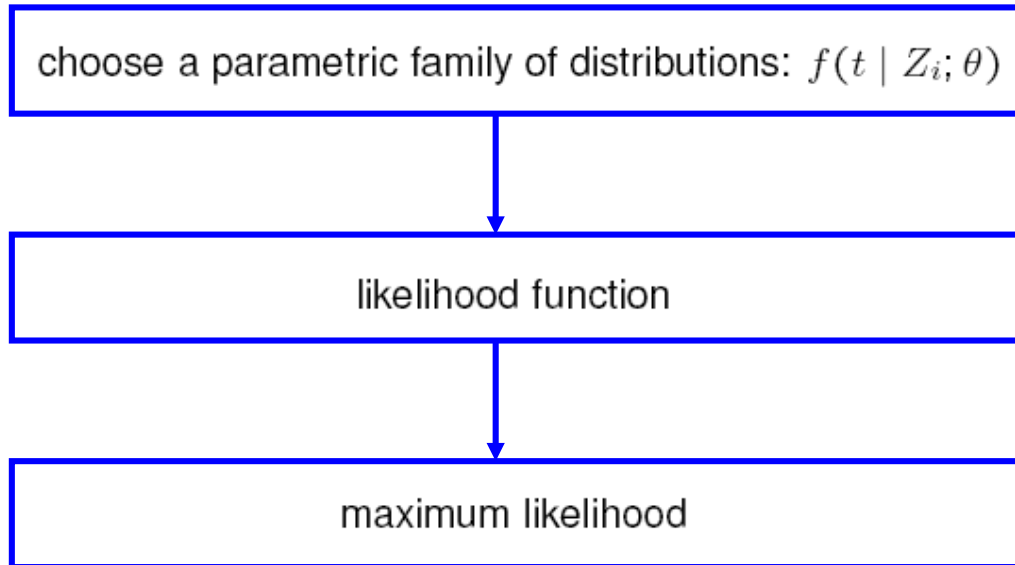 choose a parametric family of distributions: f(t | Z_i; θ)
likelihood function
maximum likelihood